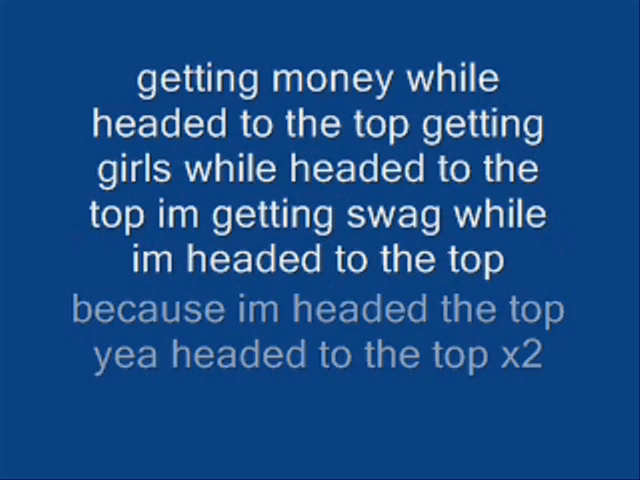 getting money while
headed to the top getting
girls while headed to the
top im getting swag while
im headed to the top
because im headed the top
yea headed to the top x2